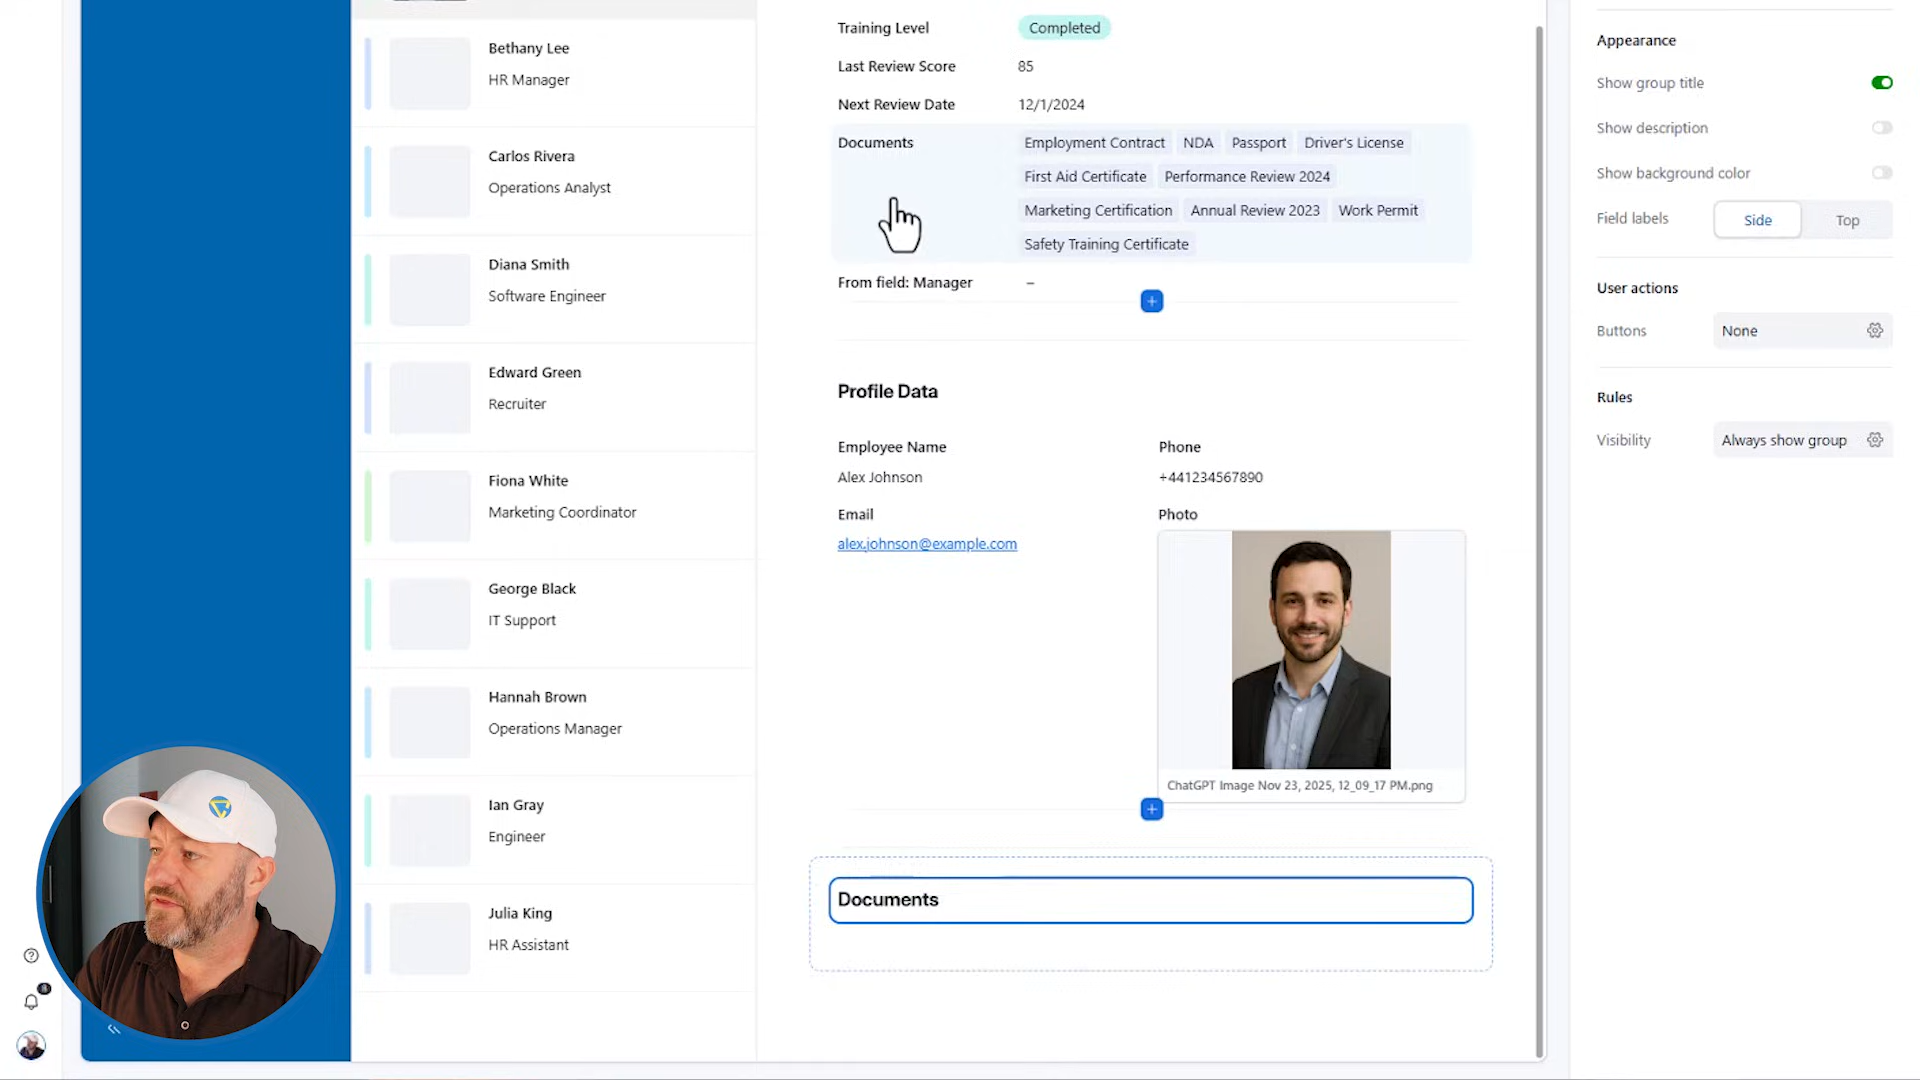 Bethany Lee
HR Manager
Carlos Rivera
Operations Analyst
Diana Smith
Software Engineer
Edward Green
Recruiter
Fiona White
Marketing Coordinator
George Black
IT Support
Hannah Brown
Operations Manager
Ian Gray
Engineer
Julia King
HR Assistant
Training Level Completed
Last Review Score 85
Next Review Date 12/1/2024
Documents Employment Contract NDA Passport Driver's License
First Aid Certificate Performance Review 2024
Marketing Certification Annual Review 2023 Work Permit
Safety Training Certificate
From field: Manager –
Profile Data
Employee Name Phone
Alex Johnson +441234567890
Email Photo
alex.johnson@example.com
ChatGPT Image Nov 23, 2025, 12_09_17 PM.png
Documents
Appearance
Show group title
Show description
Show background color
Field labels Side Top
User actions
Buttons None
Rules
Visibility Always show group